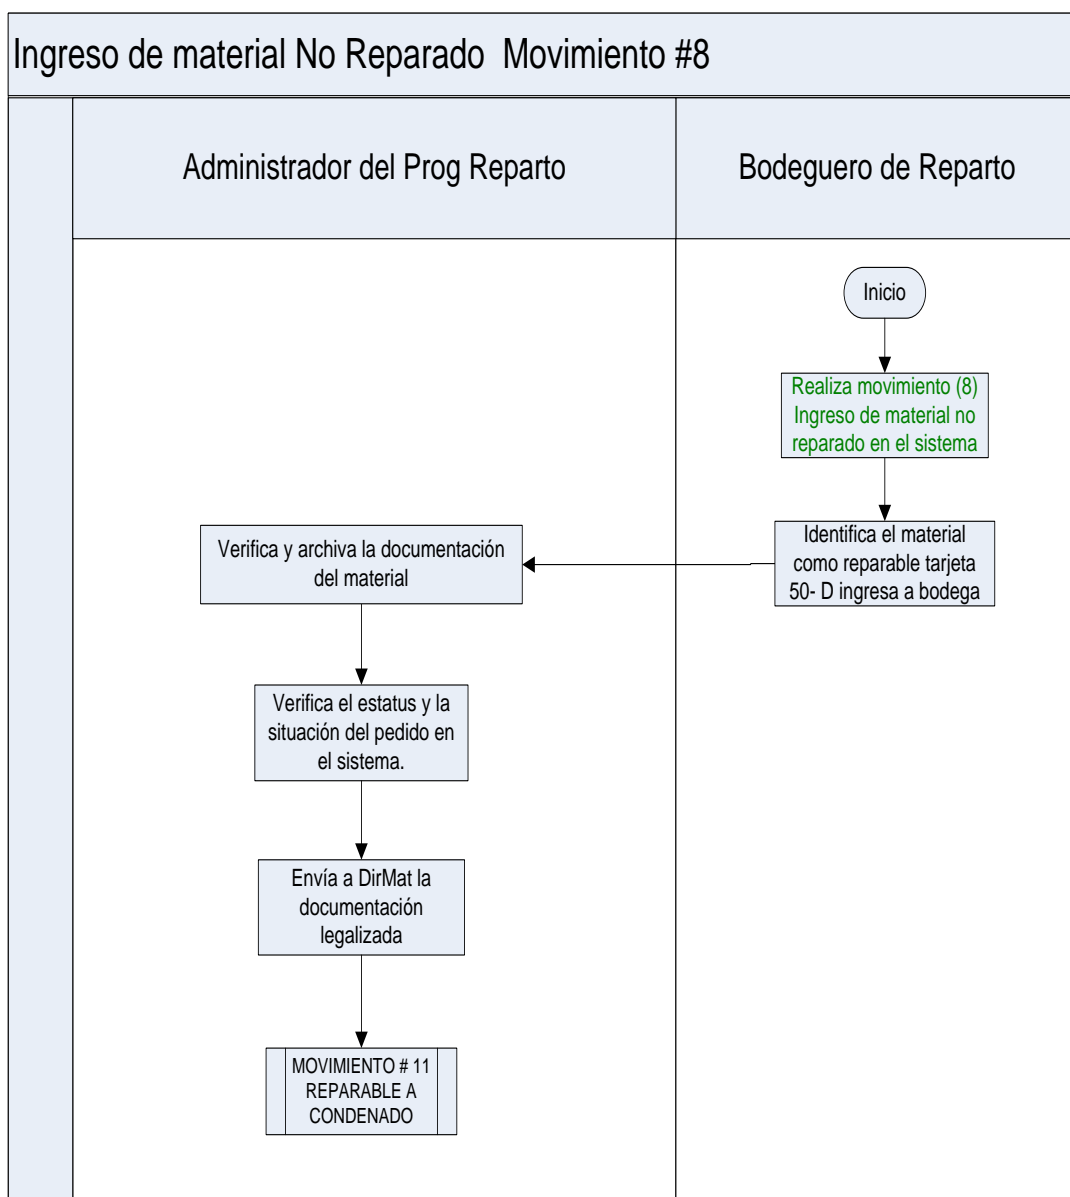 Ingreso de material No Reparado  Movimiento #8
Administrador del Prog Reparto
Bodeguero de Reparto
Inicio
Realiza movimiento (8)
Ingreso de material no
reparado en el sistema
Identifica el material
como reparable tarjeta
50- D ingresa a bodega
Verifica y archiva la documentación
del material
Verifica el estatus y la
situación del pedido en
el sistema.
Envía a DirMat la
documentación
legalizada
MOVIMIENTO # 11
REPARABLE A
CONDENADO